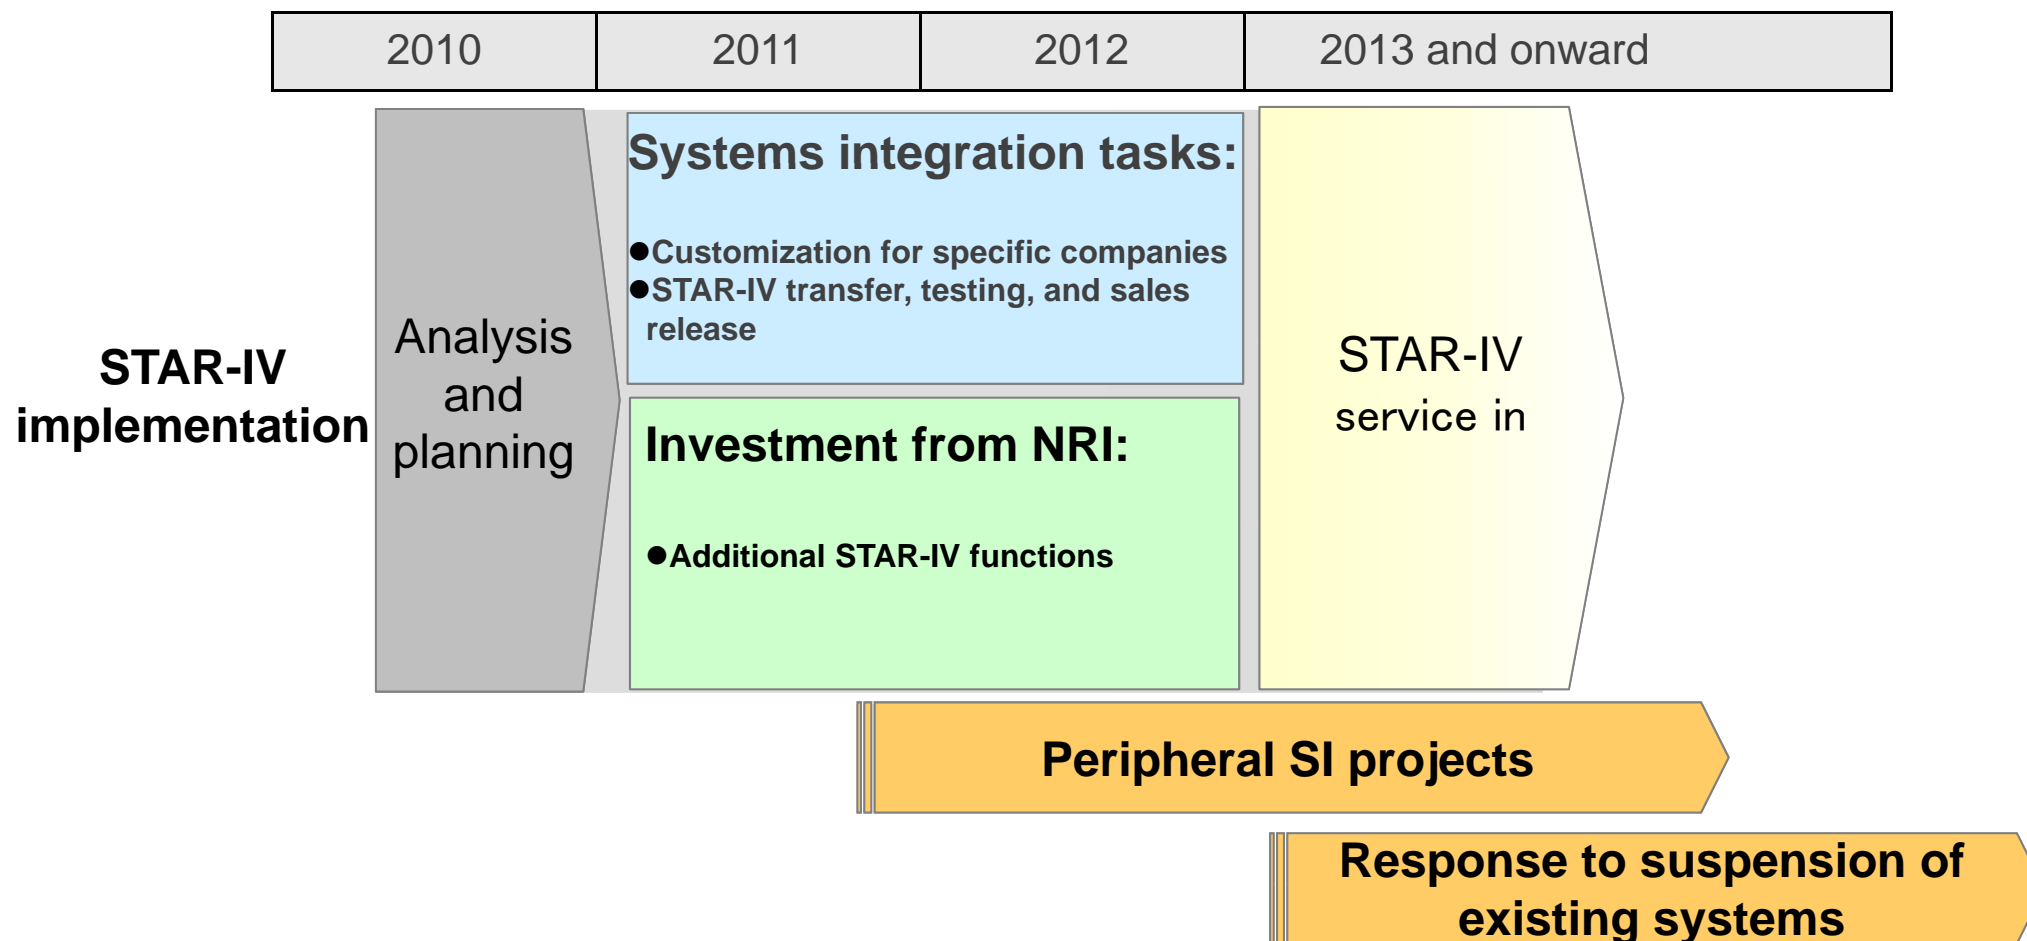 2010 2011 2012 2013 and onward
STAR-IV
implementation
Analysis
and
planning
Systems integration tasks:
●Customization for specific companies
●STAR-IV transfer, testing, and sales
release
Investment from NRI:
●Additional STAR-IV functions
STAR-IV
service in
Peripheral SI projects
Response to suspension of
existing systems